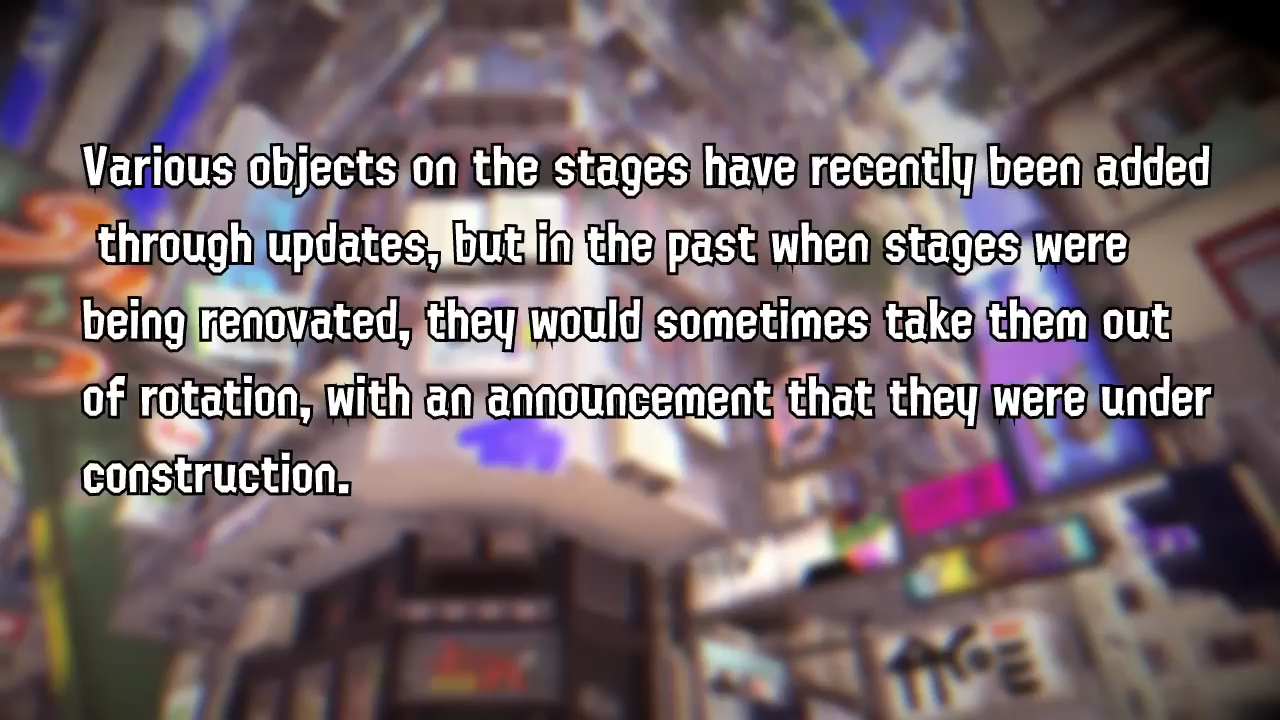 Various objects on the stages have recently been added
through updates, but in the past when stages were
being renovated, they would sometimes take them out
of rotation, with an announcement that they were under
construction.